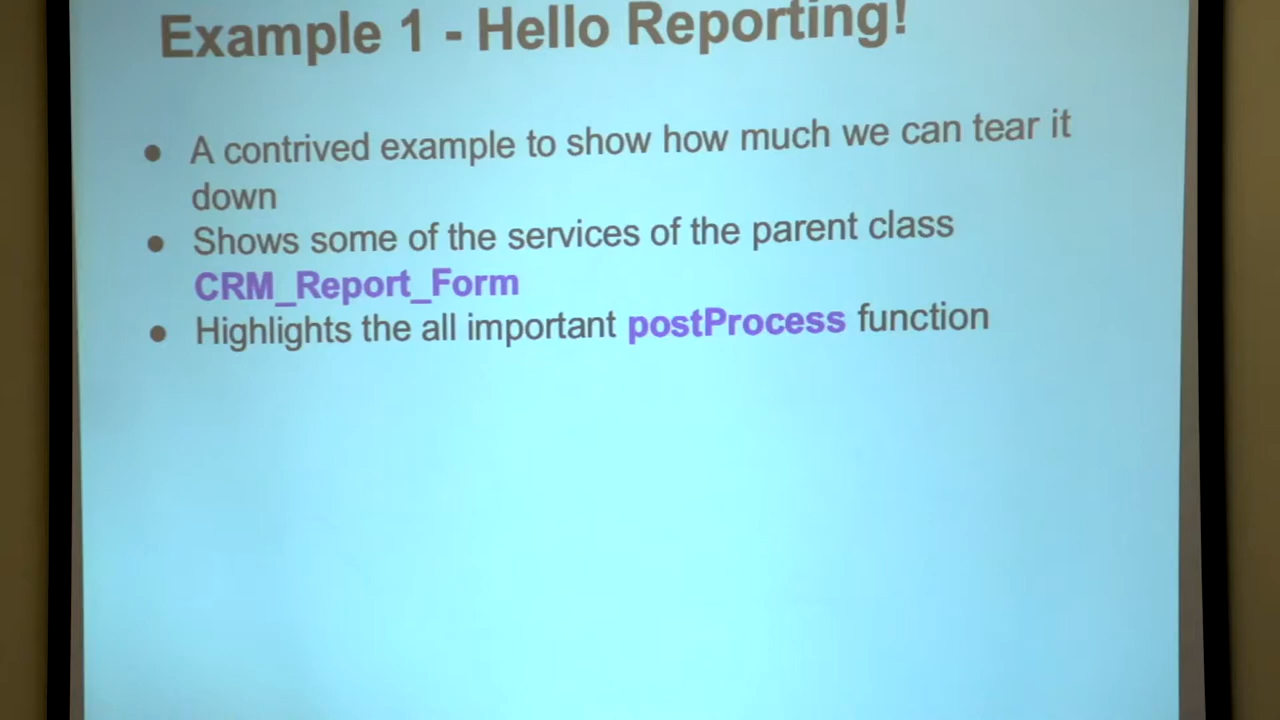 Example 1 - Hello Reporting!
● A contrived example to show how much we can tear it
down
● Shows some of the services of the parent class
CRM_Report_Form
● Highlights the all important postProcess function